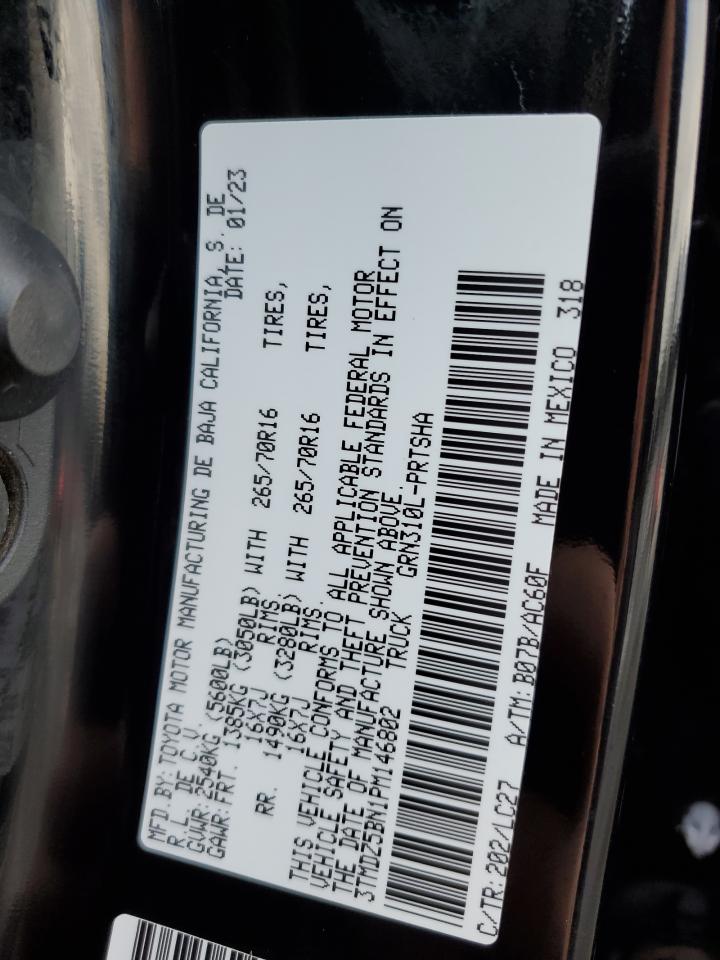 MFD.BY:TOYOTA MOTOR MANUFACTURING DE BAJA CALIFORNIA, S. DE
R.L. DE C.V. DATE: 01/23
GVWR:2540KG (5600LB)
GAWR:FRT. 1385KG (3050LB) WITH 265/70R16 TIRES,
16X7J RIMS,
RR. 1490KG (3280LB) WITH 265/70R16 TIRES,
16X7J RIMS.
THIS VEHICLE CONFORMS TO ALL APPLICABLE FEDERAL MOTOR
VEHICLE SAFETY AND THEFT PREVENTION STANDARDS IN EFFECT ON
THE DATE OF MANUFACTURE SHOWN ABOVE.
3TMDZ5BN1PM146802 TRUCK GRN310L-PRTSHA
C/TR:202/LC27 A/TM:B07B/AC60F MADE IN MEXICO 318